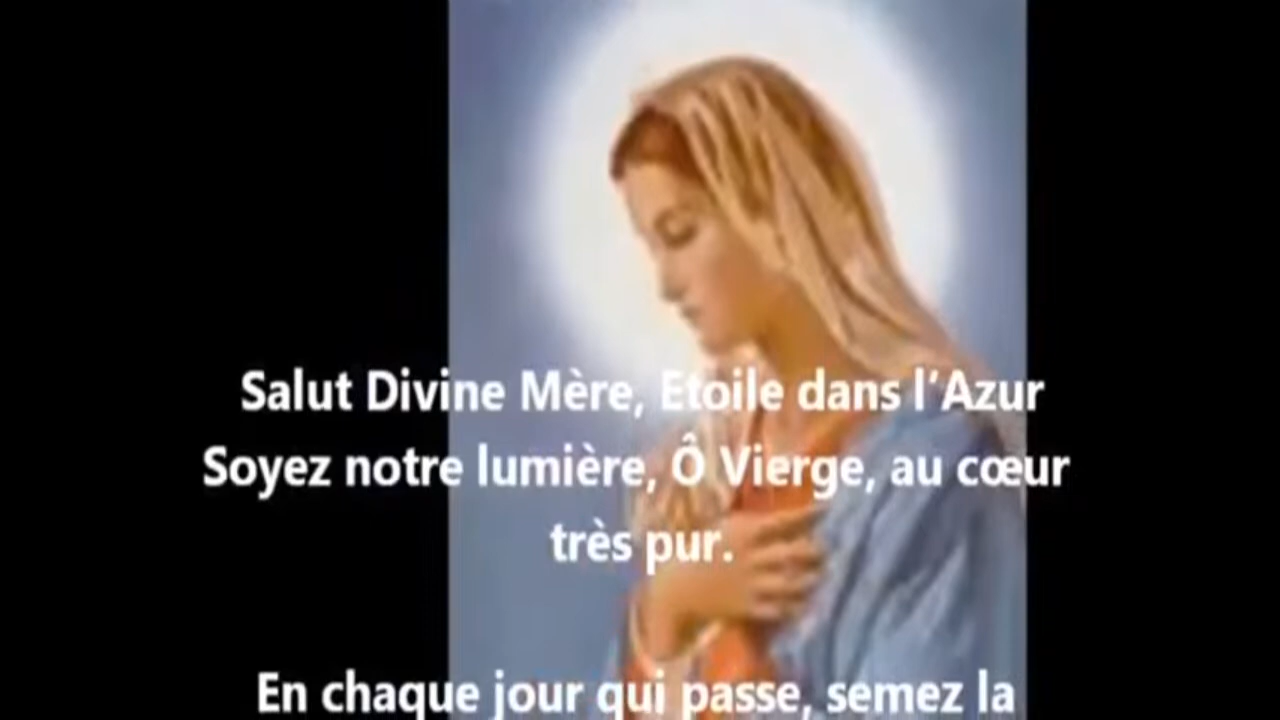 Salut Divine Mère, Etoile dans l’Azur
Soyez notre lumière, Ô Vierge, au cœur
très pur.
En chaque jour qui passe, semez la